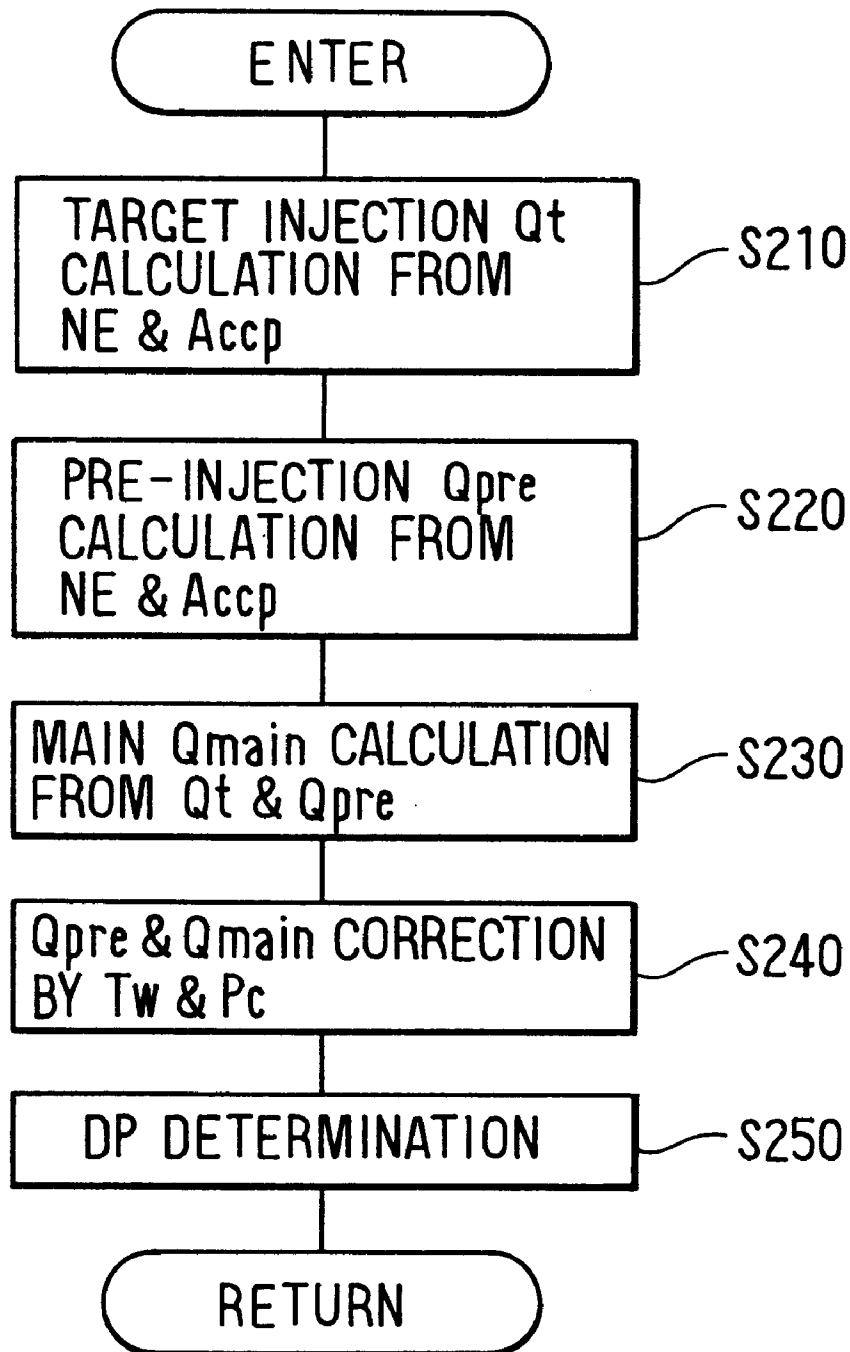 ENTER
TARGET INJECTION Qt
CALCULATION FROM
NE & Accp
S210
PRE-INJECTION Qpre
CALCULATION FROM
NE & Accp
S220
MAIN Qmain CALCULATION
FROM Qt & Qpre
S230
Qpre & Qmain CORRECTION
BY Tw & Pc
S240
DP DETERMINATION
S250
RETURN